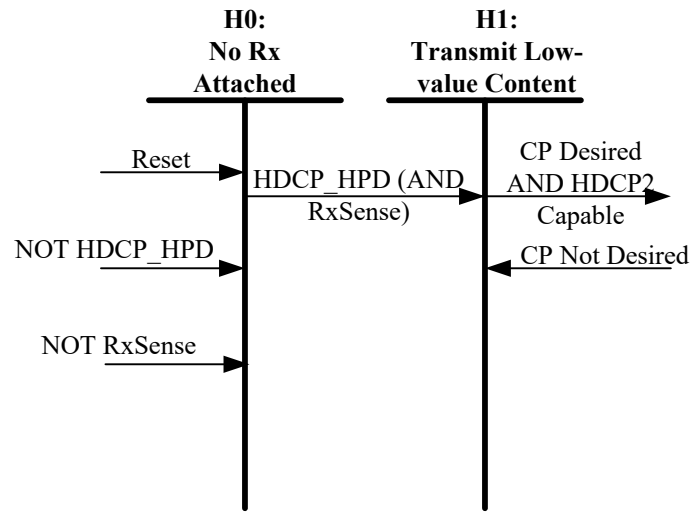 H0:
No Rx
Attached
H1:
Transmit Low-
value Content
Reset
HDCP_HPD (AND
RxSense)
CP Desired
AND HDCP2
Capable
NOT HDCP_HPD
CP Not Desired
NOT RxSense